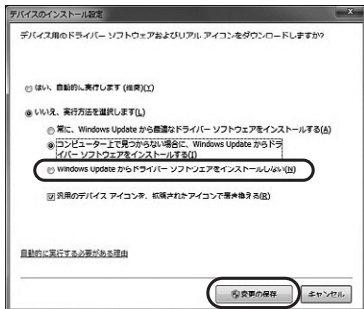 デバイスのインストール設定
デバイス用のドライバー ソフトウェアおよびリアル アイコンをダウンロードしますか?
はい、自動的に実行します (推奨)(Y)
いいえ、実行方法を選択します(L)
常に、Windows Update から最適なドライバー ソフトウェアをインストールする(A)
コンピューター上で見つからない場合に、Windows Update からドラ
イバー ソフトウェアをインストールする(I)
Windows Update からドライバー ソフトウェアをインストールしない(N)
汎用のデバイス アイコンを、拡張されたアイコンで置き換える(R)
自動的に実行する必要がある理由
変更の保存 キャンセル